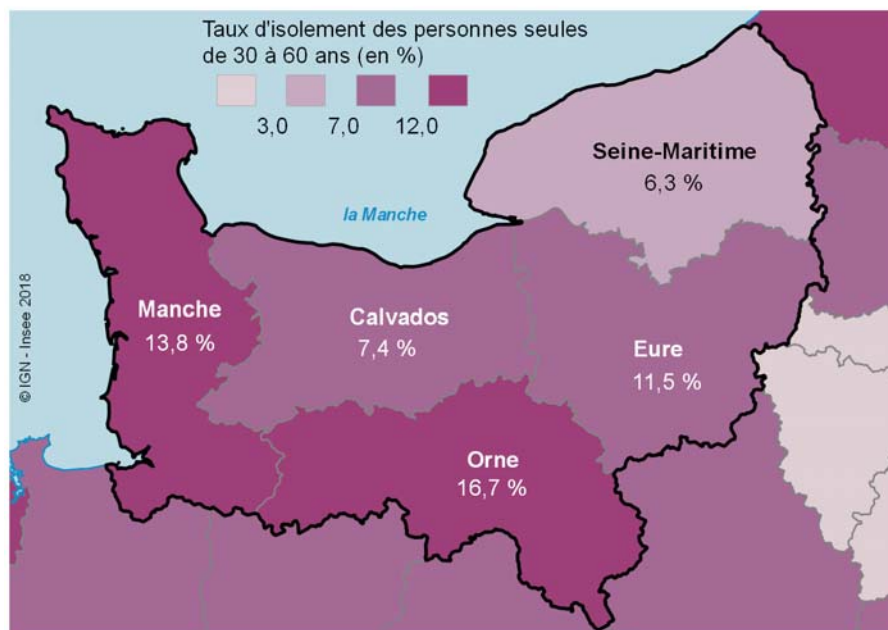 Taux d'isolement des personnes seules
de 30 à 60 ans (en %)
3,0 7,0 12,0
Seine-Maritime
6,3 %
la Manche
Manche
13,8 %
Calvados
7,4 %
Eure
11,5 %
Orne
16,7 %
© IGN - Insee 2018